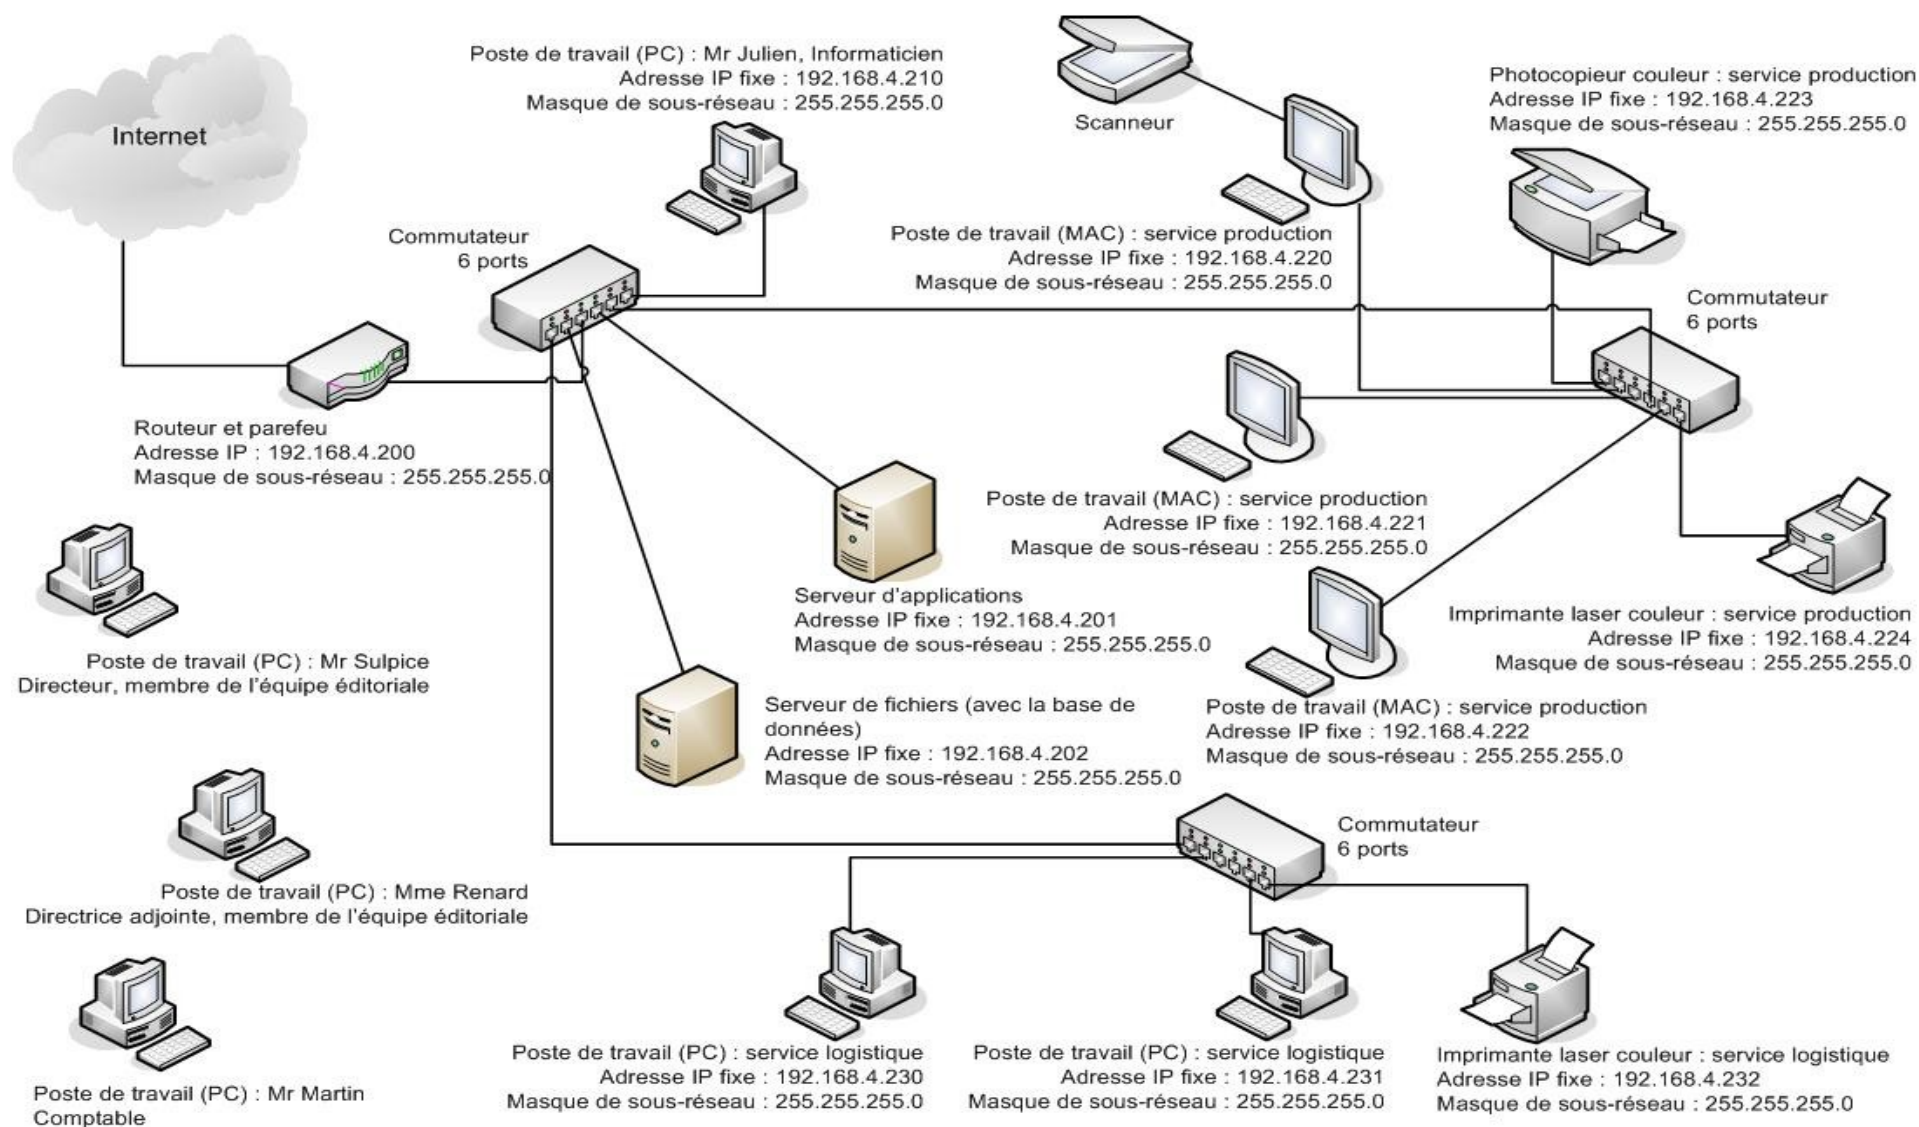 Internet
Poste de travail (PC) : Mr Julien, Informaticien
Adresse IP fixe : 192.168.4.210
Masque de sous-réseau : 255.255.255.0
Scanneur
Photocopieur couleur : service production
Adresse IP fixe : 192.168.4.223
Masque de sous-réseau : 255.255.255.0
Commutateur
6 ports
Poste de travail (MAC) : service production
Adresse IP fixe : 192.168.4.220
Masque de sous-réseau : 255.255.255.0
Commutateur
6 ports
Routeur et parefeu
Adresse IP : 192.168.4.200
Masque de sous-réseau : 255.255.255.0
Poste de travail (MAC) : service production
Adresse IP fixe : 192.168.4.221
Masque de sous-réseau : 255.255.255.0
Serveur d'applications
Adresse IP fixe : 192.168.4.201
Masque de sous-réseau : 255.255.255.0
Imprimante laser couleur : service production
Adresse IP fixe : 192.168.4.224
Masque de sous-réseau : 255.255.255.0
Poste de travail (PC) : Mr Sulpice
Directeur, membre de l'équipe éditoriale
Serveur de fichiers (avec la base de
données)
Adresse IP fixe : 192.168.4.202
Masque de sous-réseau : 255.255.255.0
Poste de travail (MAC) : service production
Adresse IP fixe : 192.168.4.222
Masque de sous-réseau : 255.255.255.0
Commutateur
6 ports
Poste de travail (PC) : Mme Renard
Directrice adjointe, membre de l'équipe éditoriale
Poste de travail (PC) : Mr Martin
Comptable
Poste de travail (PC) : service logistique
Adresse IP fixe : 192.168.4.230
Masque de sous-réseau : 255.255.255.0
Poste de travail (PC) : service logistique
Adresse IP fixe : 192.168.4.231
Masque de sous-réseau : 255.255.255.0
Imprimante laser couleur : service logistique
Adresse IP fixe : 192.168.4.232
Masque de sous-réseau : 255.255.255.0